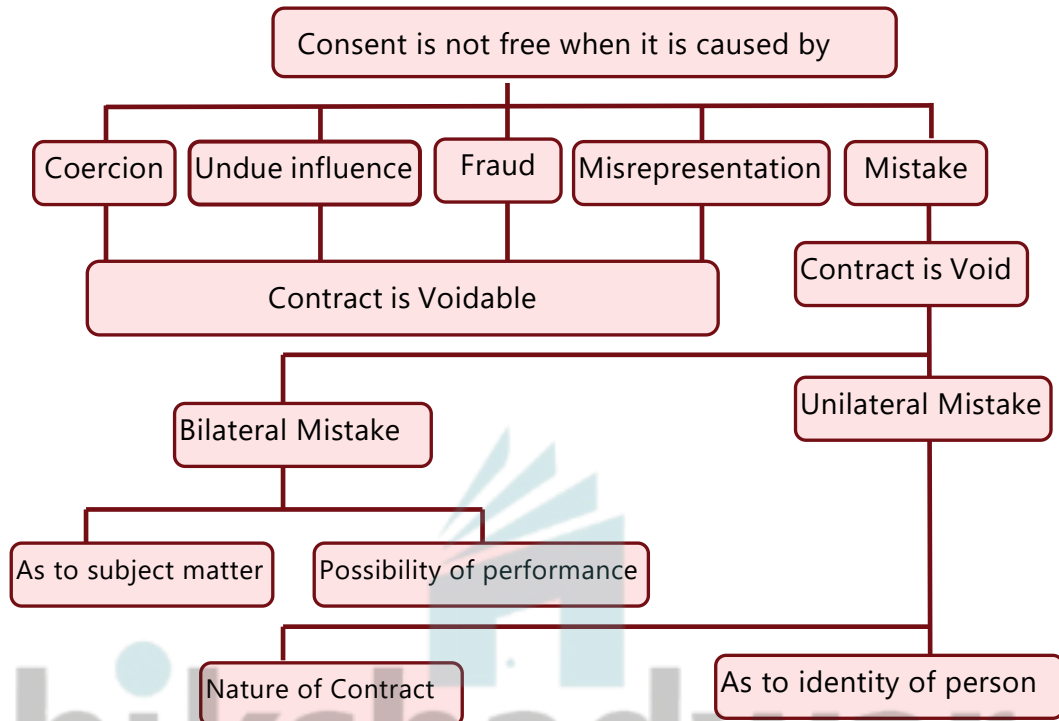 Consent is not free when it is caused by
Coercion
Undue influence
Fraud
Misrepresentation
Mistake
Contract is Voidable
Contract is Void
Bilateral Mistake
Unilateral Mistake
As to subject matter
Possibility of performance
Nature of Contract
As to identity of person